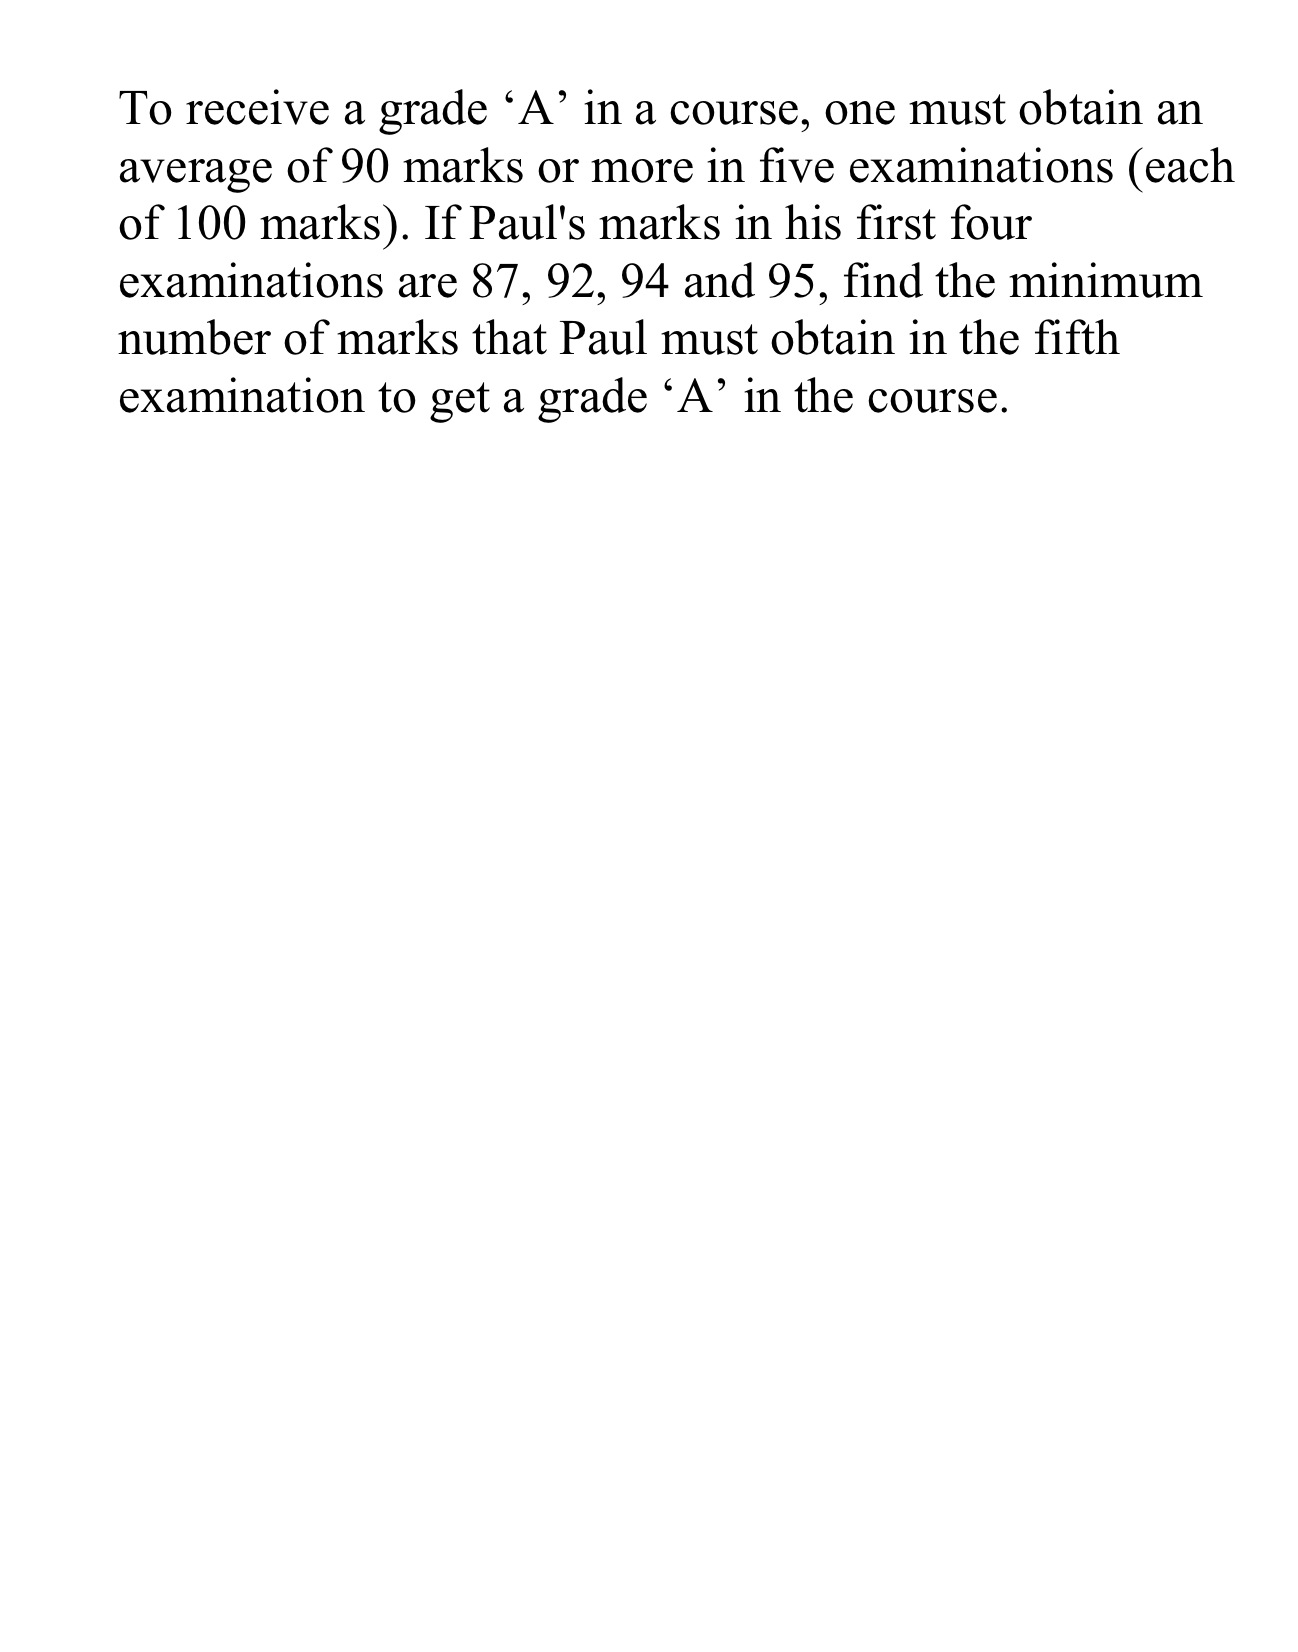 To receive a grade ‘A’ in a course, one must obtain an
average of 90 marks or more in five examinations (each
of 100 marks). If Paul's marks in his first four
examinations are 87, 92, 94 and 95, find the minimum
number of marks that Paul must obtain in the fifth
examination to get a grade ‘A’ in the course.